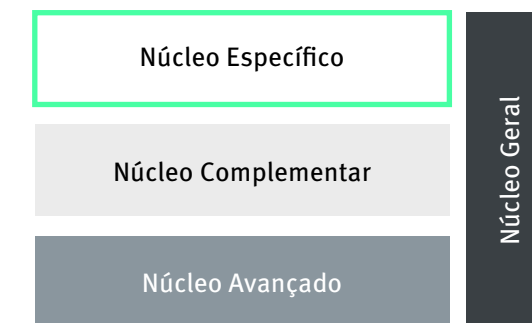 Núcleo Específico
Núcleo Complementar
Núcleo Avançado
Núcleo Geral